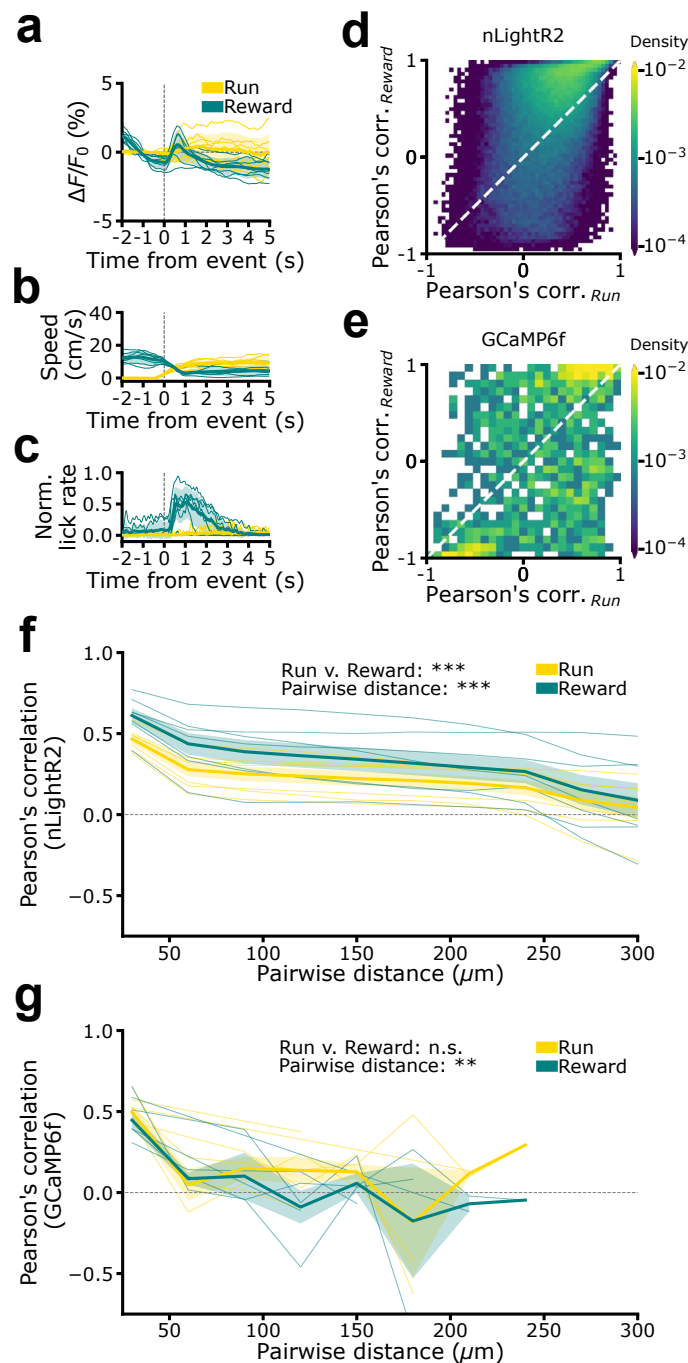 a
5
0
-5
ΔF/F0 (%)
Run
Reward
-2 -1 0 1 2 3 4 5
Time from event (s)
b
40
20
0
Speed
(cm/s)
-2 -1 0 1 2 3 4 5
Time from event (s)
c
1.0
0.5
0.0
Norm.
lick rate
-2 -1 0 1 2 3 4 5
Time from event (s)
d
nLightR2
Density
1
0
-1
Pearson's corr. Reward
-1 0 1
Pearson's corr. Run
10−2
10−3
10−4
e
GCaMP6f
Density
1
0
-1
Pearson's corr. Reward
-1 0 1
Pearson's corr. Run
10−2
10−3
10−4
f
1.0
0.5
0.0
−0.5
Pearson's correlation
(nLightR2)
Run v. Reward: ***
Pairwise distance: ***
Run
Reward
50 100 150 200 250 300
Pairwise distance (μm)
g
1.0
0.5
0.0
−0.5
Pearson's correlation
(GCaMP6f)
Run v. Reward: n.s.
Pairwise distance: **
Run
Reward
50 100 150 200 250 300
Pairwise distance (μm)